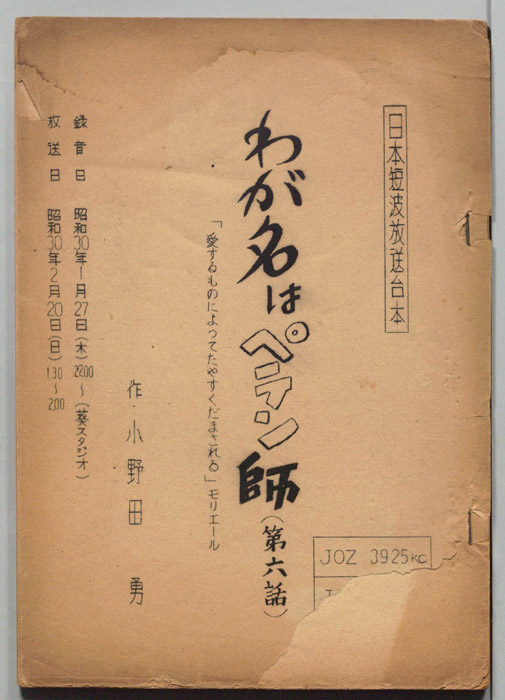 日本短波放送台本
わが名はペテン師(第六話)
「愛するものによってたやすくだまされる」モリエール
作・小野田 勇
録音日 昭和30年1月27日(木) 22.00〜(葵スタジオ)
放送日 昭和30年2月20日(日) 1.30〜2.00
JOZ 3925KC